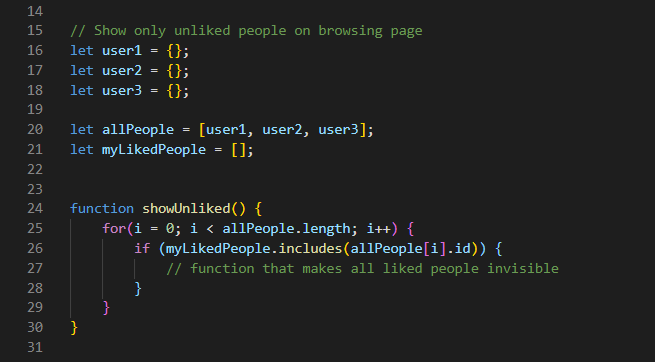 14
15 // Show only unliked people on browsing page
16 let user1 = {};
17 let user2 = {};
18 let user3 = {};
19
20 let allPeople = [user1, user2, user3];
21 let myLikedPeople = [];
22
23
24 function showUnliked() {
25     for(i = 0; i < allPeople.length; i++) {
26         if (myLikedPeople.includes(allPeople[i].id)) {
27             // function that makes all liked people invisible
28         }
29     }
30 }
31